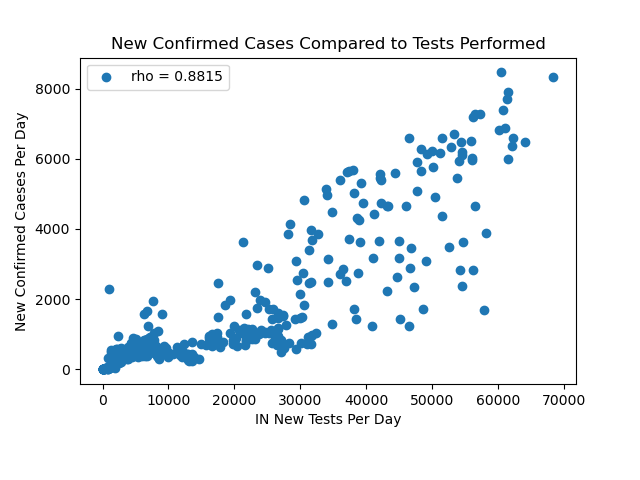 New Confirmed Cases Compared to Tests Performed
rho = 0.8815
New Confirmed Caeses Per Day
8000
6000
4000
2000
0
0 10000 20000 30000 40000 50000 60000 70000
IN New Tests Per Day